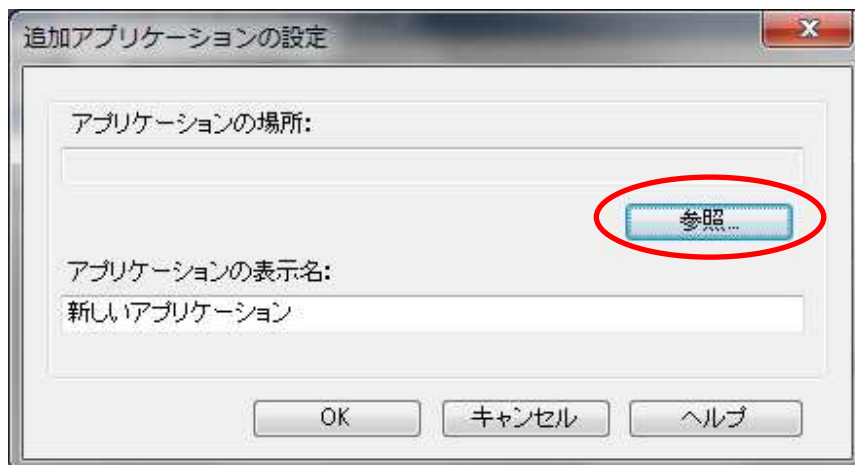 追加アプリケーションの設定
アプリケーションの場所:
参照...
アプリケーションの表示名:
新しいアプリケーション
OK キャンセル ヘルプ